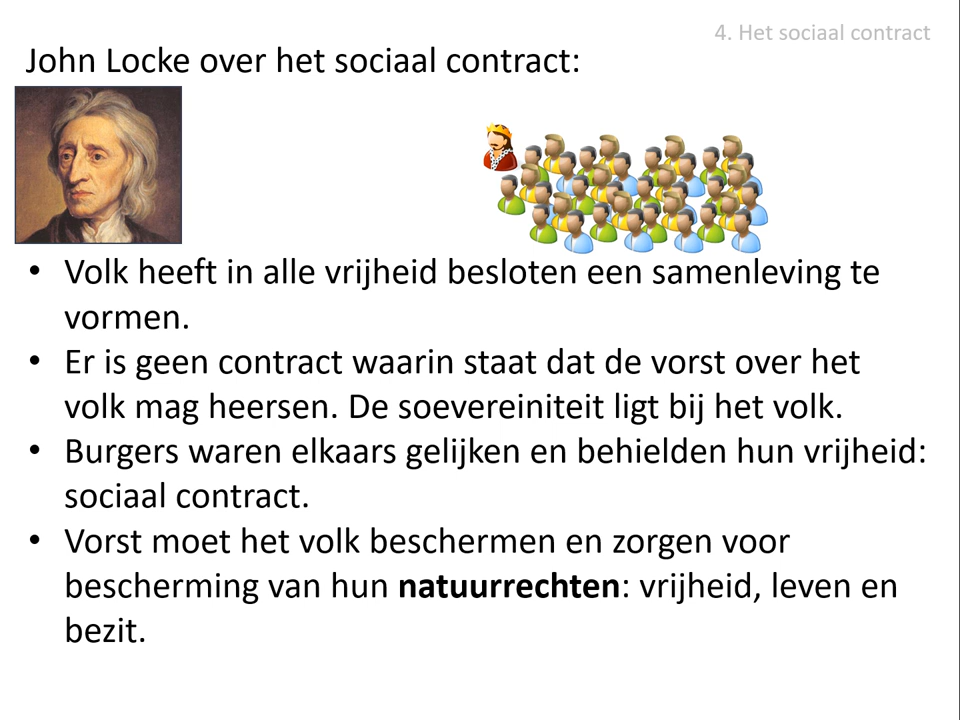 4. Het sociaal contract
John Locke over het sociaal contract:
• Volk heeft in alle vrijheid besloten een samenleving te
vormen.
• Er is geen contract waarin staat dat de vorst over het
volk mag heersen. De soevereiniteit ligt bij het volk.
• Burgers waren elkaars gelijken en behielden hun vrijheid:
sociaal contract.
• Vorst moet het volk beschermen en zorgen voor
bescherming van hun natuurrechten: vrijheid, leven en
bezit.